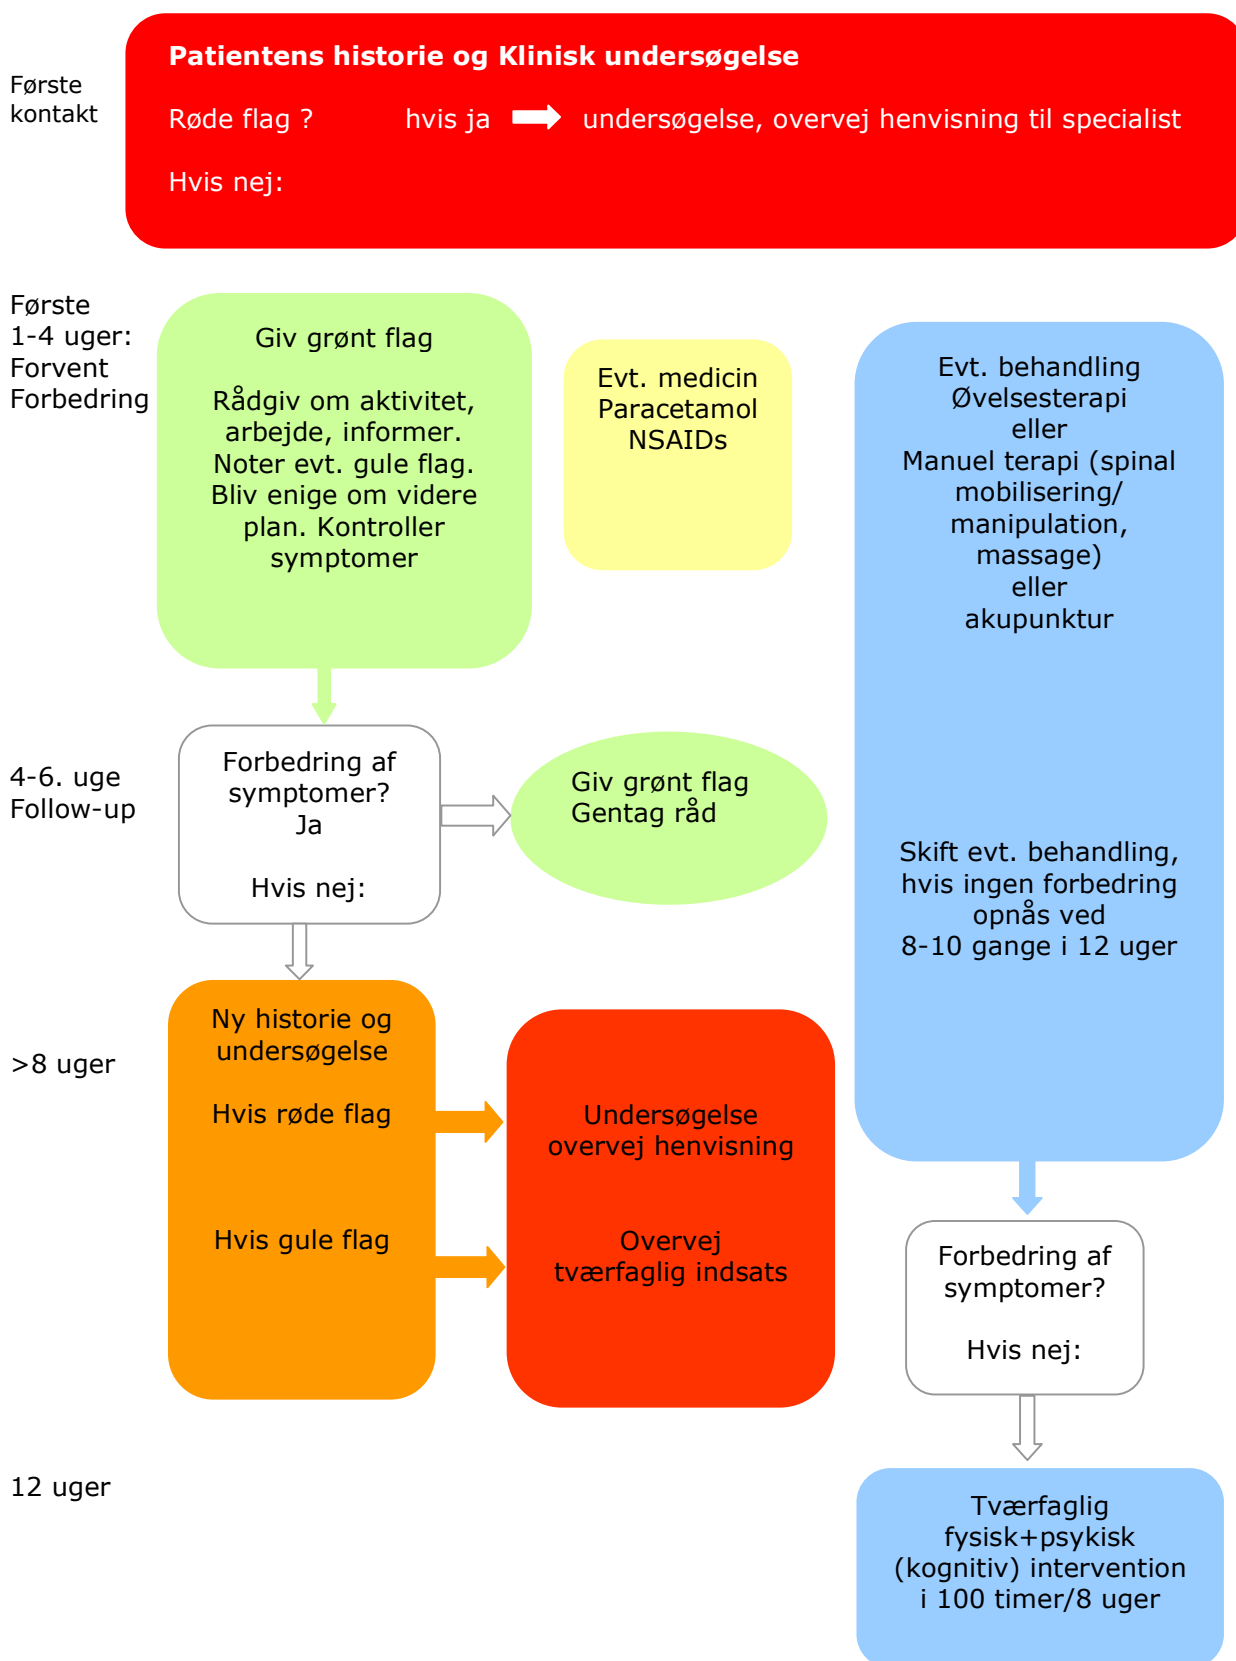 Første
kontakt
Patientens historie og Klinisk undersøgelse
Røde flag ? hvis ja undersøgelse, overvej henvisning til specialist
Hvis nej:
Første
1-4 uger:
Forvent
Forbedring
Giv grønt flag
Rådgiv om aktivitet,
arbejde, informer.
Noter evt. gule flag.
Bliv enige om videre
plan. Kontroller
symptomer
Evt. medicin
Paracetamol
NSAIDs
Evt. behandling
Øvelsesterapi
eller
Manuel terapi (spinal
mobilisering/
manipulation,
massage)
eller
akupunktur
4-6. uge
Follow-up
Forbedring af
symptomer?
Ja
Hvis nej:
Giv grønt flag
Gentag råd
Skift evt. behandling,
hvis ingen forbedring
opnås ved
8-10 gange i 12 uger
>8 uger
Ny historie og
undersøgelse
Hvis røde flag
Hvis gule flag
Undersøgelse
overvej henvisning
Overvej
tværfaglig indsats
Forbedring af
symptomer?
Hvis nej:
12 uger
Tværfaglig
fysisk+psykisk
(kognitiv) intervention
i 100 timer/8 uger